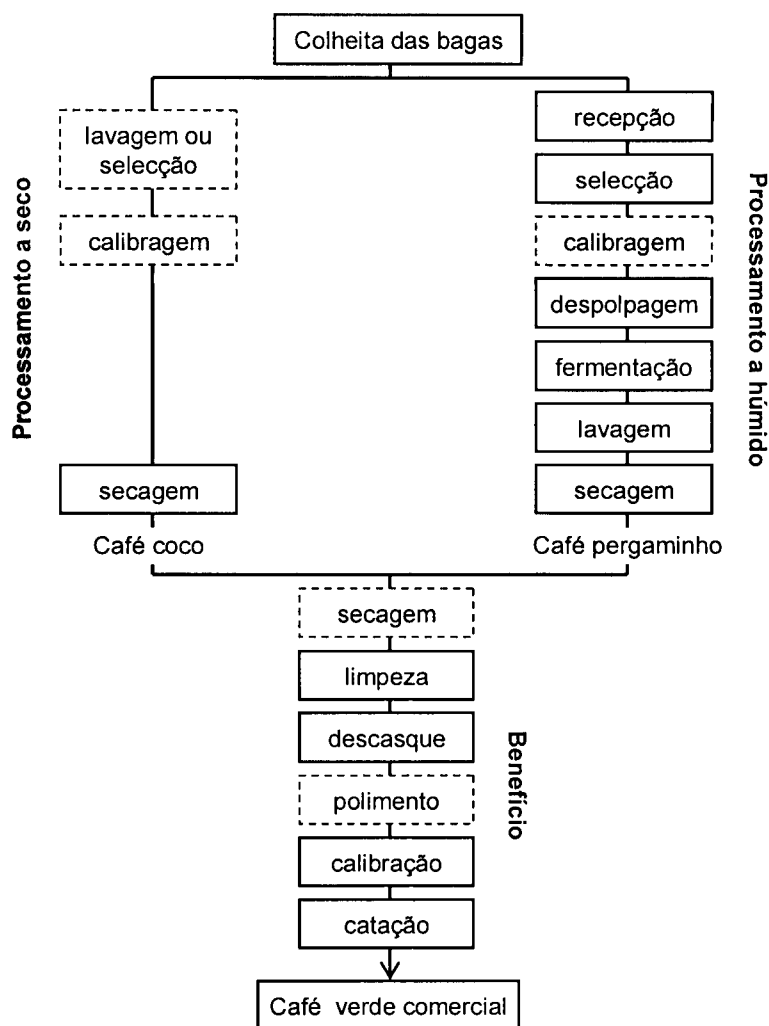 Colheita das bagas
Processamento a seco
lavagem ou
selecção
calibragem
secagem
Café coco
Processamento a húmido
recepção
selecção
calibragem
despolpagem
fermentação
lavagem
secagem
Café pergaminho
Benefício
secagem
limpeza
descasque
polimento
calibração
catação
Café verde comercial